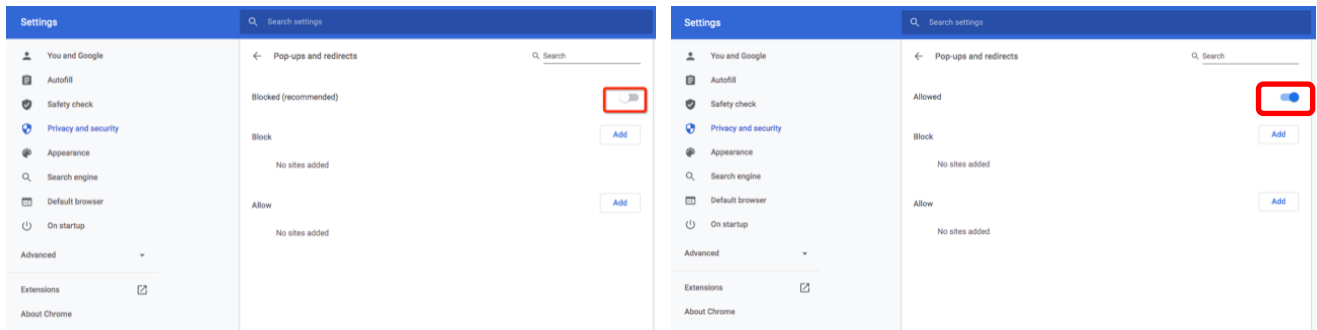 Settings
Search settings
You and Google
Autofill
Safety check
Privacy and security
Appearance
Search engine
Default browser
On startup
Advanced
Extensions
About Chrome
Pop-ups and redirects
Search
Blocked (recommended)
Block
Add
No sites added
Allow
Add
No sites added
Settings
Search settings
You and Google
Autofill
Safety check
Privacy and security
Appearance
Search engine
Default browser
On startup
Advanced
Extensions
About Chrome
Pop-ups and redirects
Search
Allowed
Block
Add
No sites added
Allow
Add
No sites added